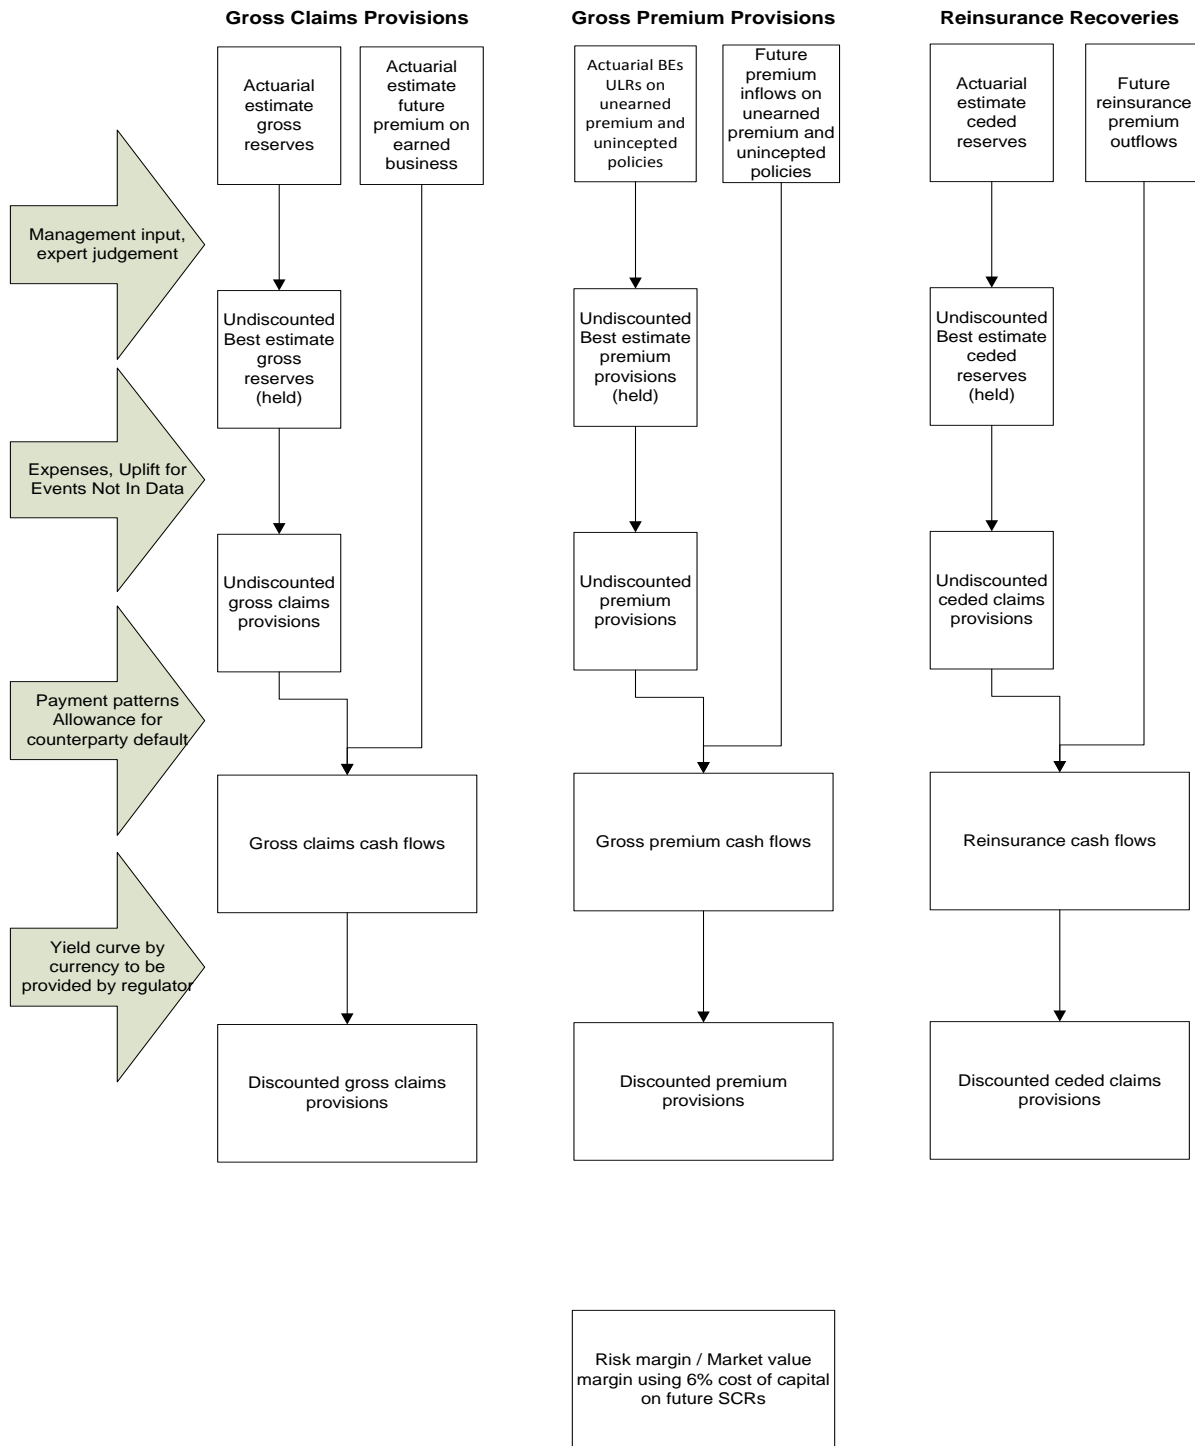 Gross Claims Provisions
Gross Premium Provisions
Reinsurance Recoveries
Actuarial
estimate
gross
reserves
Actuarial
estimate
future
premium on
earned
business
Actuarial BEs
ULRs on
unearned
premium and
unincepted
policies
Future
premium
inflows on
unearned
premium and
unincepted
policies
Actuarial
estimate
ceded
reserves
Future
reinsurance
premium
outflows
Management input,
expert judgement
Undiscounted
Best estimate
gross
reserves
(held)
Undiscounted
Best estimate
premium
provisions
(held)
Undiscounted
Best estimate
ceded
reserves
(held)
Expenses, Uplift for
Events Not In Data
Undiscounted
gross claims
provisions
Undiscounted
premium
provisions
Undiscounted
ceded claims
provisions
Payment patterns
Allowance for
counterparty default
Gross claims cash flows
Gross premium cash flows
Reinsurance cash flows
Yield curve by
currency to be
provided by regulator
Discounted gross claims
provisions
Discounted premium
provisions
Discounted ceded claims
provisions
Risk margin / Market value
margin using 6% cost of capital
on future SCRs